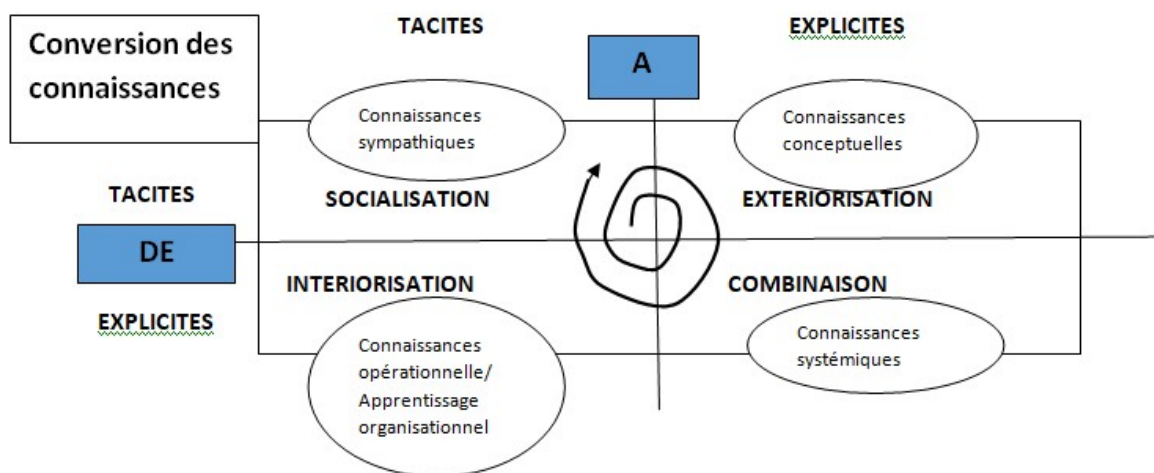 TACITES
EXPLICITES
Conversion des
connaissances
A
Connaissances
sympathiques
Connaissances
conceptuelles
TACITES
SOCIALISATION
EXTERIORISATION
DE
INTERIORISATION
COMBINAISON
EXPLICITES
Connaissances
opérationnelle/
Apprentissage
organisationnel
Connaissances
systémiques